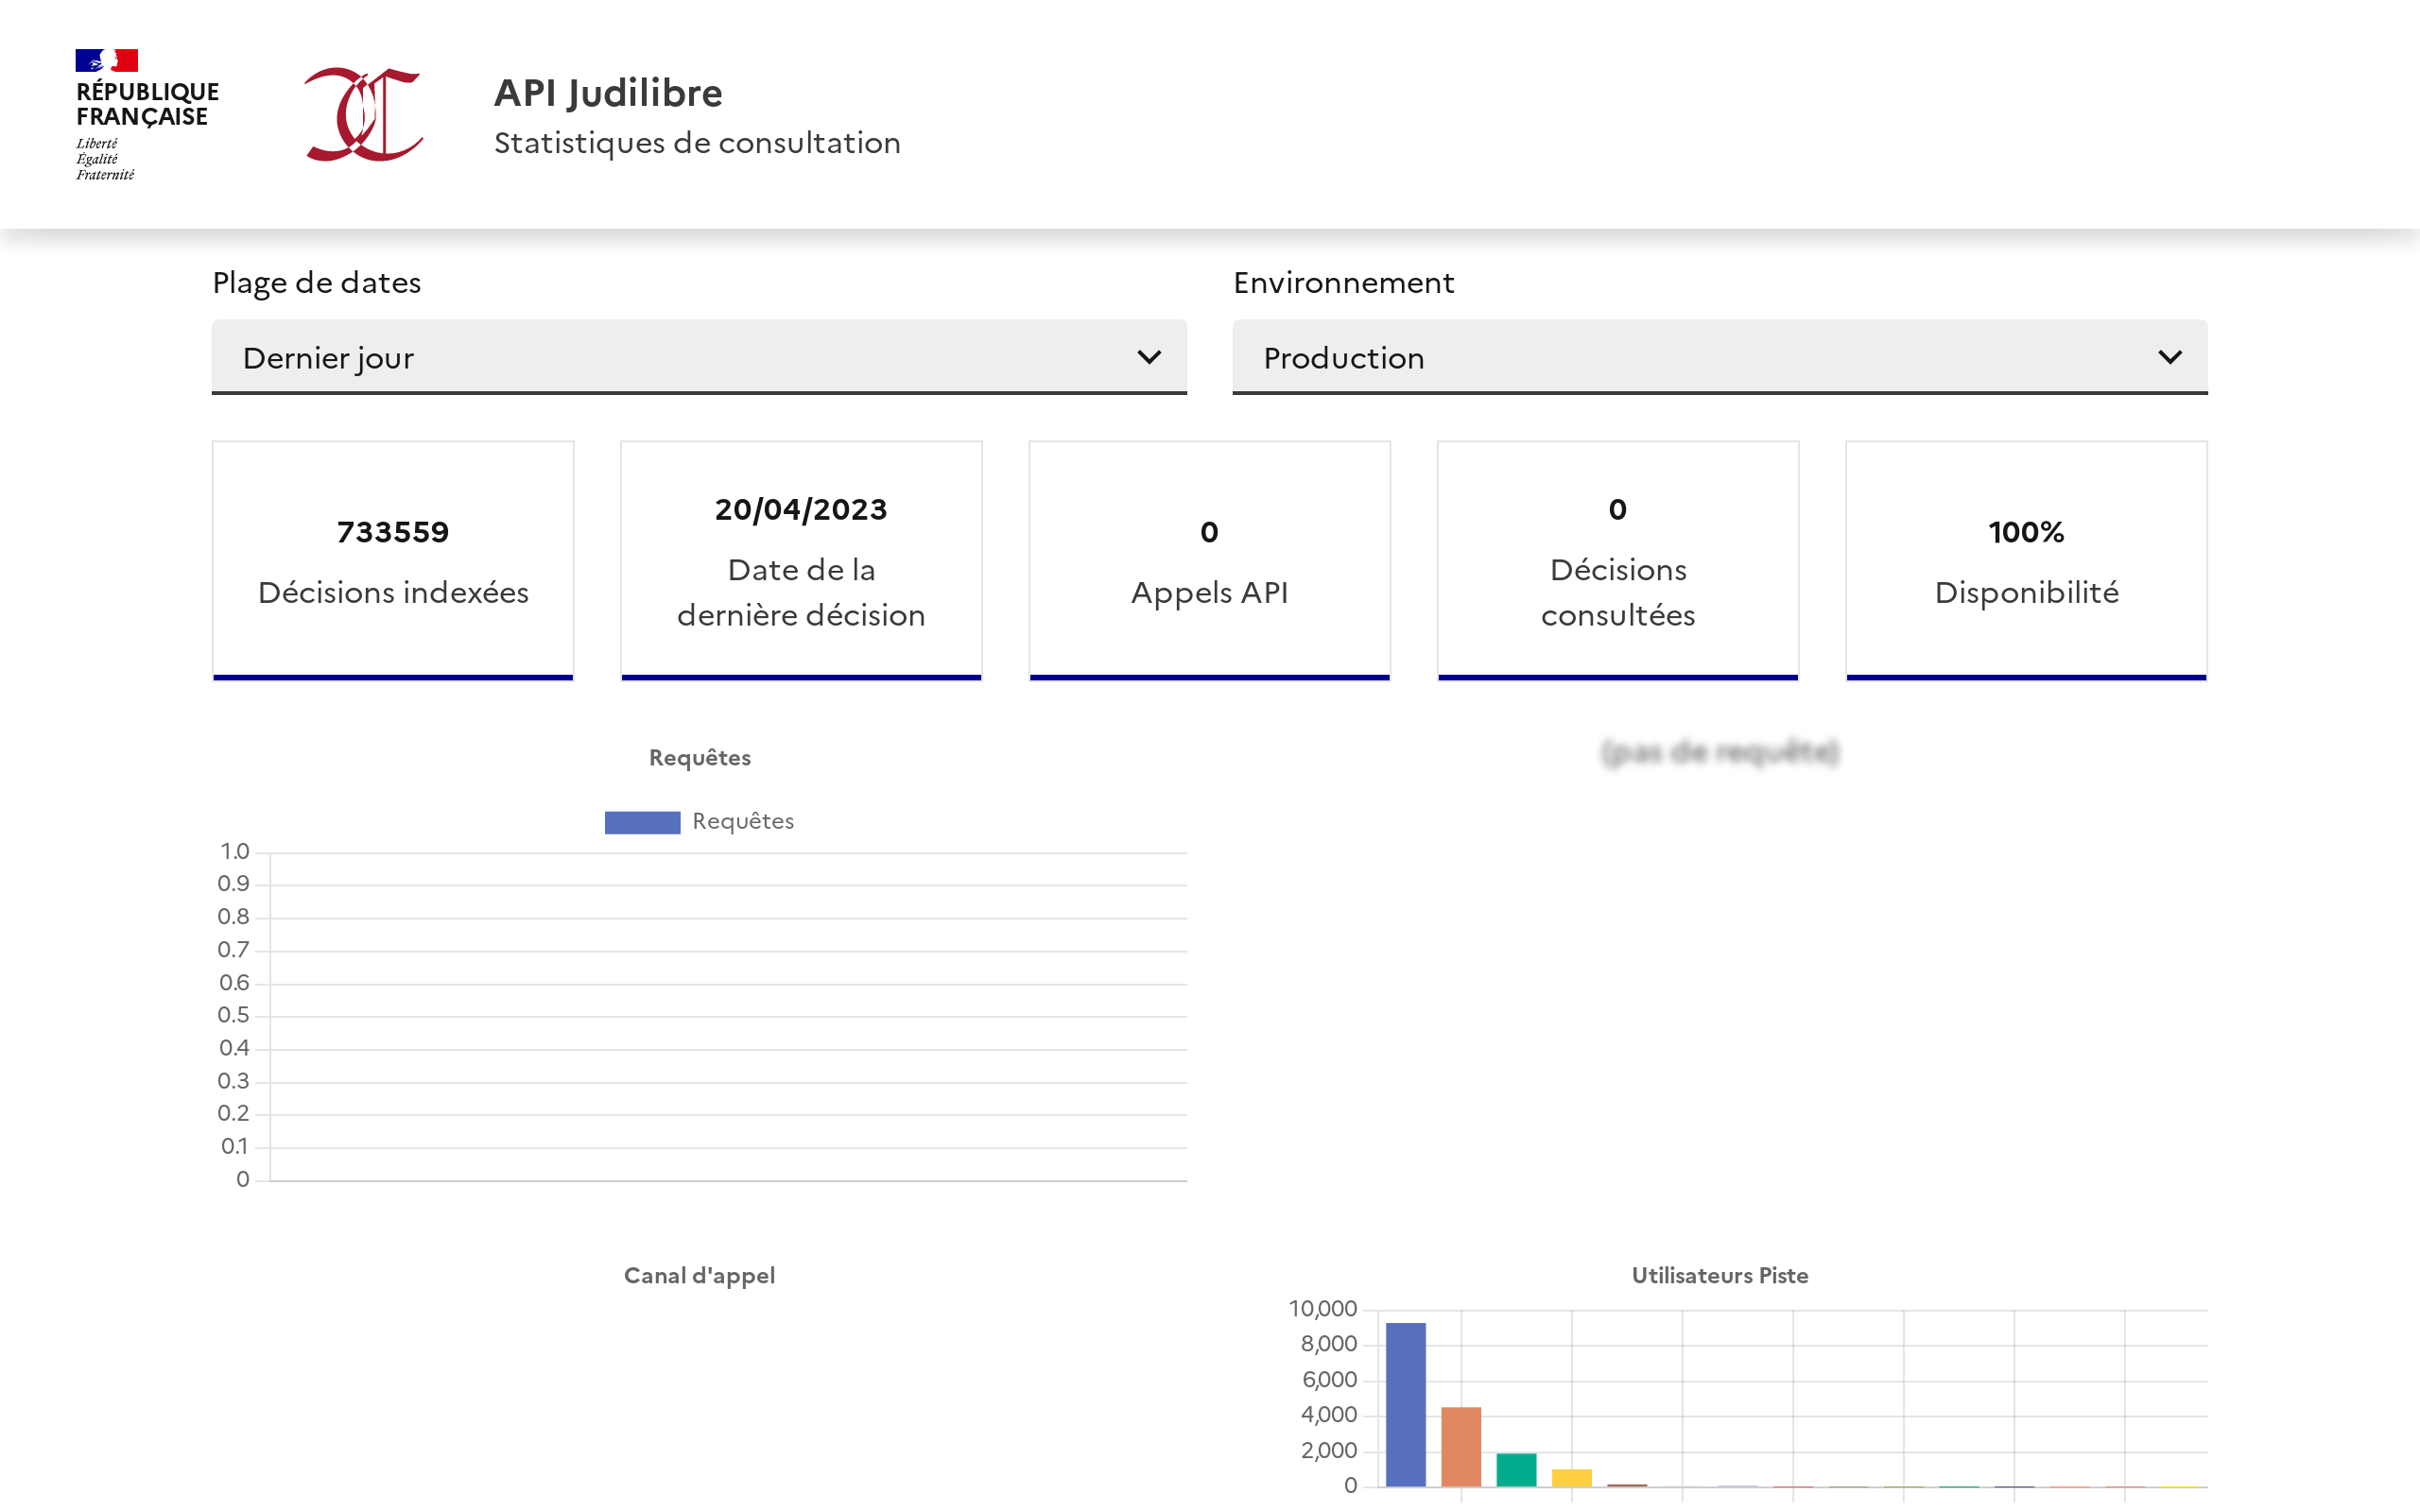 RÉPUBLIQUE
FRANÇAISE
Liberté
Égalité
Fraternité
API Judilibre
Statistiques de consultation
Plage de dates
Dernier jour
Environnement
Production
733559
Décisions indexées
20/04/2023
Date de la
dernière décision
0
Appels API
0
Décisions
consultées
100%
Disponibilité
Requêtes
Requêtes
1.0
0.9
0.8
0.7
0.6
0.5
0.4
0.3
0.2
0.1
0
(pas de requête)
Canal d'appel
Utilisateurs Piste
10,000
8,000
6,000
4,000
2,000
0